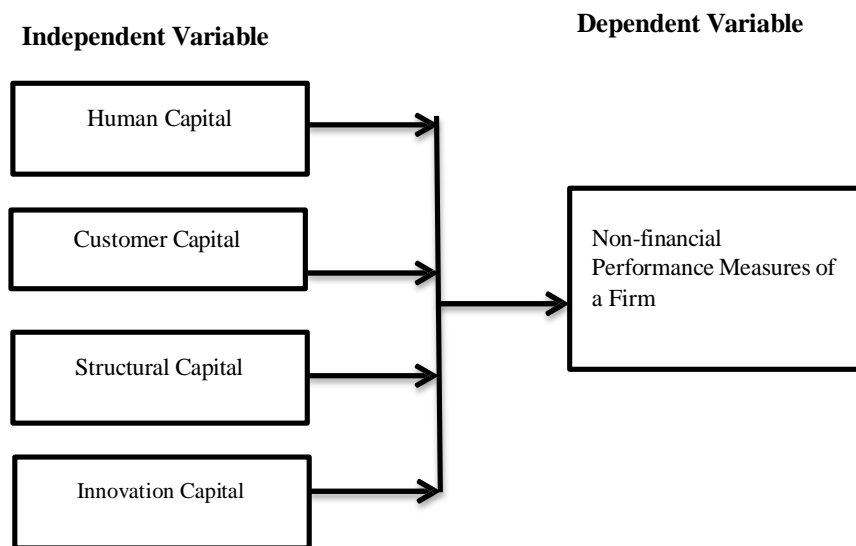 Independent Variable
Dependent Variable
Human Capital
Customer Capital
Structural Capital
Innovation Capital
Non-financial
Performance Measures of
a Firm